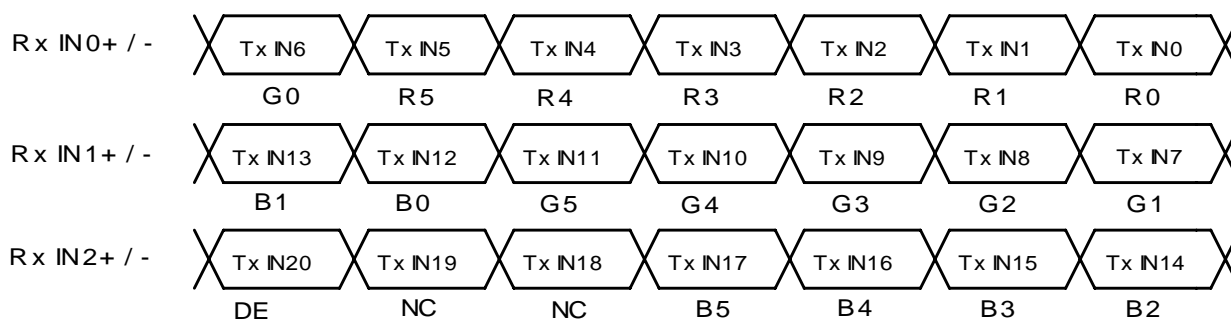 Rx IN0+ / - Tx IN6 Tx IN5 Tx IN4 Tx IN3 Tx IN2 Tx IN1 Tx IN0
G0 R5 R4 R3 R2 R1 R0
Rx IN1+ / - Tx IN13 Tx IN12 Tx IN11 Tx IN10 Tx IN9 Tx IN8 Tx IN7
B1 B0 G5 G4 G3 G2 G1
Rx IN2+ / - Tx IN20 Tx IN19 Tx IN18 Tx IN17 Tx IN16 Tx IN15 Tx IN14
DE NC NC B5 B4 B3 B2